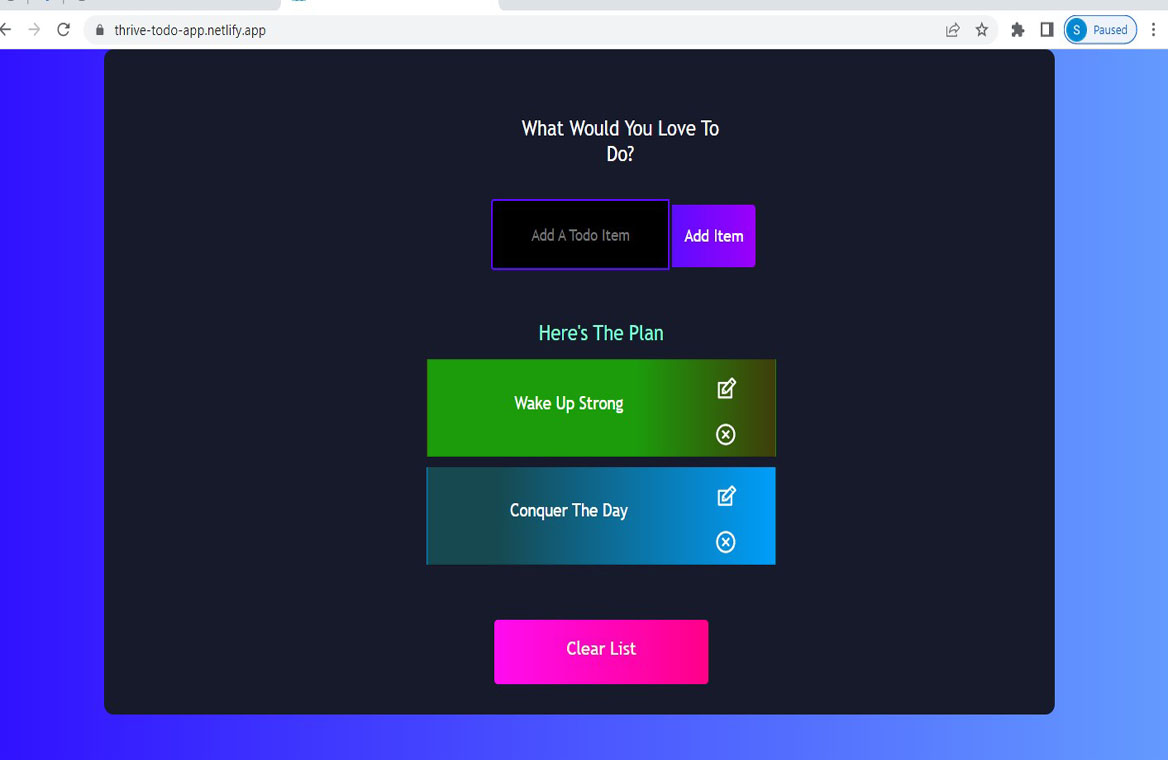 thrive-todo-app.netlify.app
S Paused
What Would You Love To
Do?
Add A Todo Item
Add Item
Here's The Plan
Wake Up Strong
Conquer The Day
Clear List